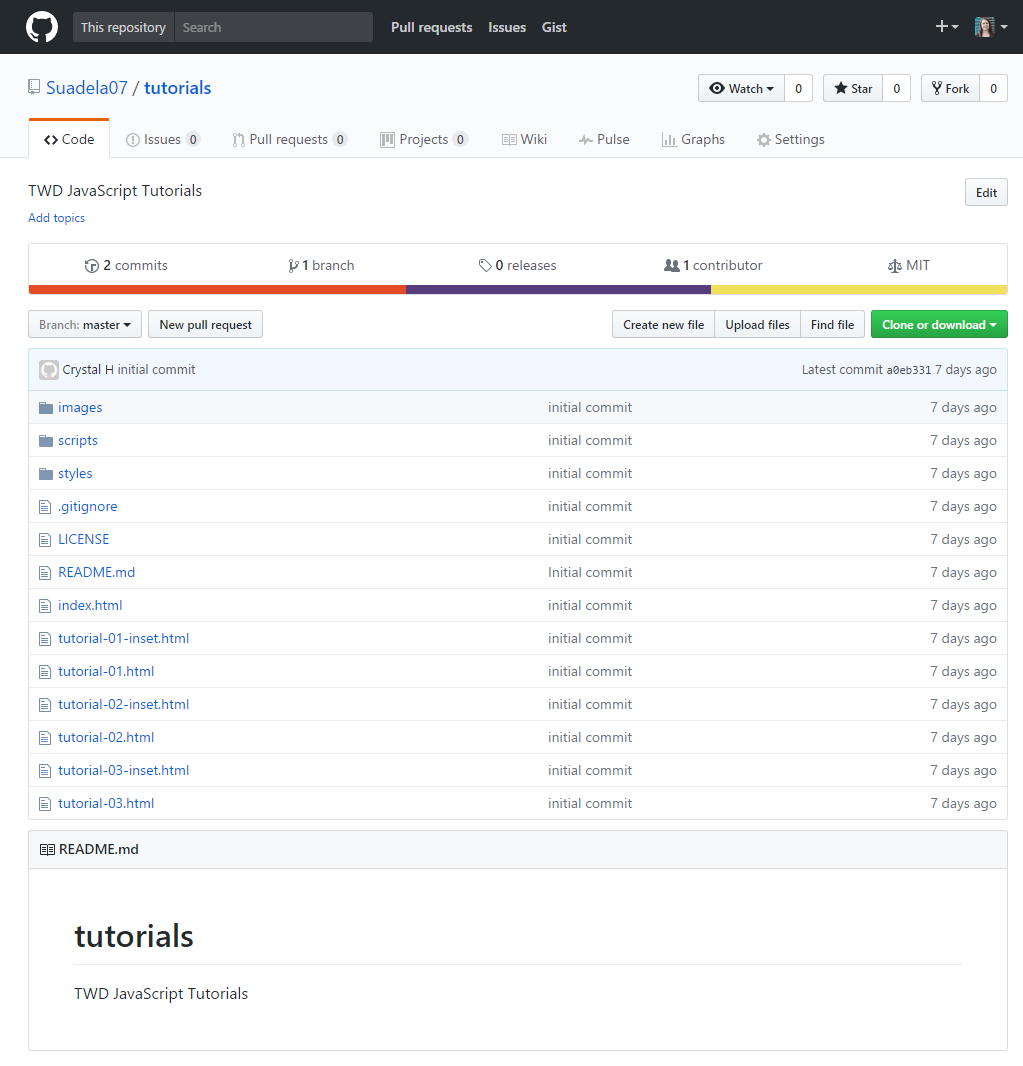 This repository Search Pull requests Issues Gist
Suadela07 / tutorials Watch 0 Star 0 Fork 0
Code Issues 0 Pull requests 0 Projects 0 Wiki Pulse Graphs Settings
TWD JavaScript Tutorials Edit
Add topics
2 commits 1 branch 0 releases 1 contributor MIT
Branch: master New pull request Create new file Upload files Find file Clone or download
Crystal H initial commit Latest commit a0eb331 7 days ago
images initial commit 7 days ago
scripts initial commit 7 days ago
styles initial commit 7 days ago
.gitignore initial commit 7 days ago
LICENSE initial commit 7 days ago
README.md Initial commit 7 days ago
index.html initial commit 7 days ago
tutorial-01-inset.html initial commit 7 days ago
tutorial-01.html initial commit 7 days ago
tutorial-02-inset.html initial commit 7 days ago
tutorial-02.html initial commit 7 days ago
tutorial-03-inset.html initial commit 7 days ago
tutorial-03.html initial commit 7 days ago
README.md
tutorials
TWD JavaScript Tutorials